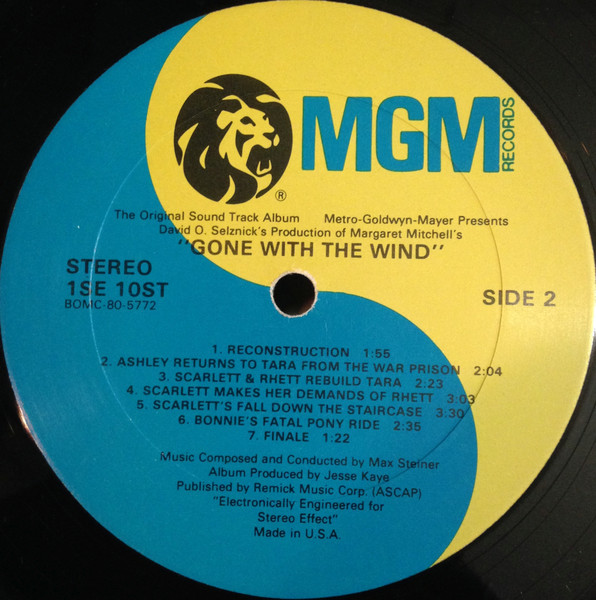 MGM
RECORDS
®
The Original Sound Track Album Metro-Goldwyn-Mayer Presents
David O. Selznick's Production of Margaret Mitchell's
"GONE WITH THE WIND"
STEREO
1SE 10ST
BOMC-80-5772
SIDE 2
1. RECONSTRUCTION 1:55
2. ASHLEY RETURNS TO TARA FROM THE WAR PRISON 2:04
3. SCARLETT & RHETT REBUILD TARA 2:23
4. SCARLETT MAKES HER DEMANDS OF RHETT 3:03
5. SCARLETT'S FALL DOWN THE STAIRCASE 3:30
6. BONNIE'S FATAL PONY RIDE 2:35
7. FINALE 1:22
Music Composed and Conducted by Max Steiner
Album Produced by Jesse Kaye
Published by Remick Music Corp. (ASCAP)
"Electronically Engineered for
Stereo Effect"
Made in U.S.A.